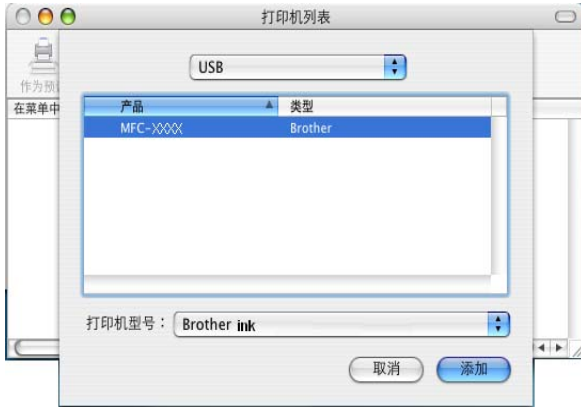 打印机列表
USB
作为预
在菜单中
产品 类型
MFC-XXXX Brother
打印机型号： Brother ink
取消 添加